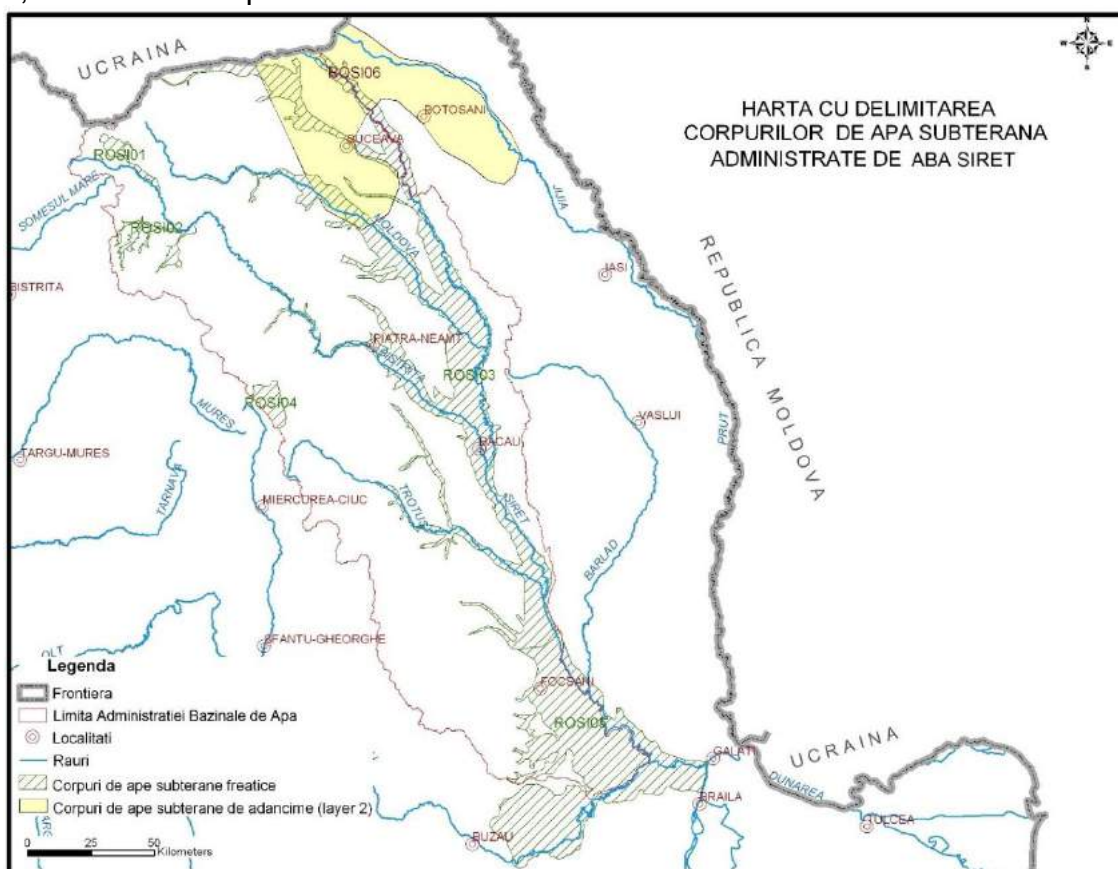 UCRAINA
HARTA CU DELIMITAREA
CORPURILOR DE APA SUBTERANA
ADMINISTRATE DE ABA SIRET
ROSI06
BOTOSANI
SUCEAVA
ROSI01
SOMESUL MARE
ROSI02
MOLDOVA
JIJIA
IASI
REPUBLICA MOLDOVA
BISTRITA
PIATRA-NEAMT
BISTRITA
ROSI03
ROSI04
MURES
VASLUI
PRUT
BACAU
TARGU-MURES
TARNAVA
MIERCUREA-CIUC
TROTUS
SIRET
BARLAD
SFANTU-GHEORGHE
OLT
FOCSANI
ROSI05
GALATI
UCRAINA
DUNAREA
BRAILA
TULCEA
BUZAU
Legenda
Frontiera
Limita Administratiei Bazinale de Apa
Localitati
Rauri
Corpuri de ape subterane freatice
Corpuri de ape subterane de adancime (layer 2)
0 25 50
Kilometers